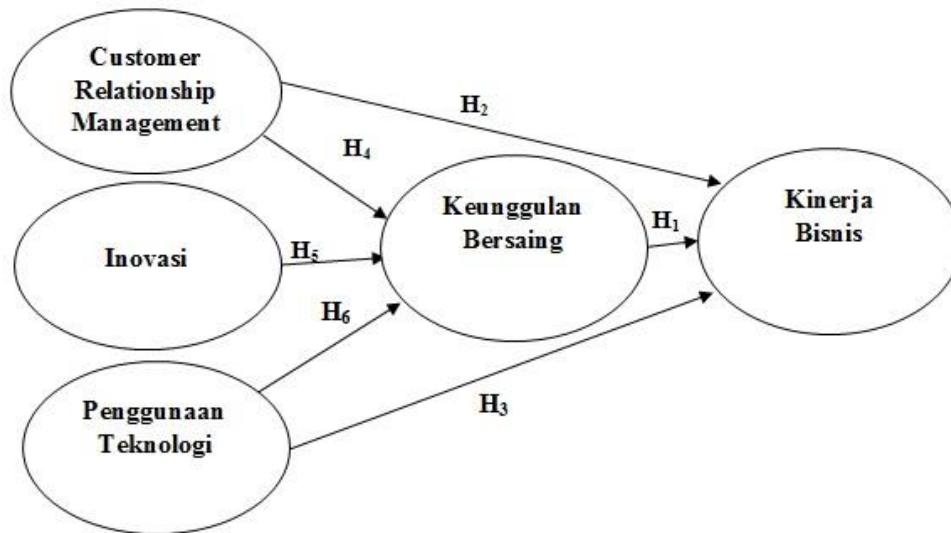 Customer
Relationship
Management
H₂
H₄
Keunggulan
Bersaing
Kinerja
Bisnis
H₁
Inovasi
H₅
H₆
Penggunaan
Teknologi
H₃